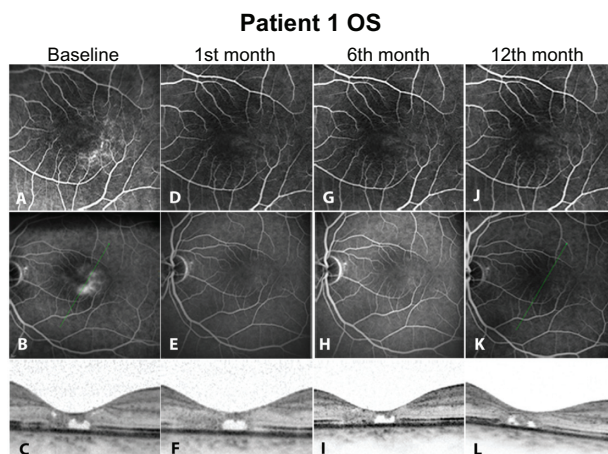 Patient 1 OS
Baseline 1st month 6th month 12th month
A D G J
B E H K
C F I L